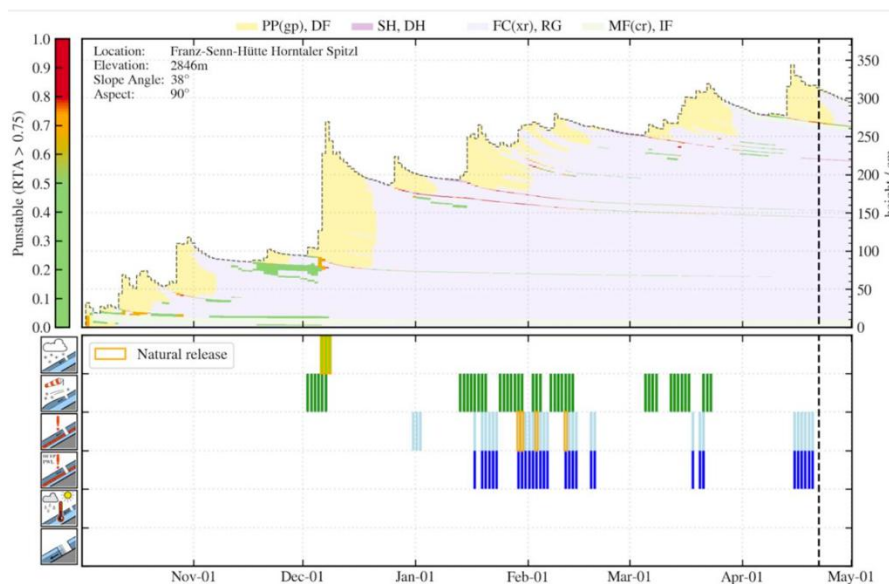 PP(gp), DF
SH, DH
FC(xr), RG
MF(cr), IF
Location: Franz-Senn-Hütte Horntaler Spitzl
Elevation: 2846m
Slope Angle: 38°
Aspect: 90°
Punstable (RTA > 0.75)
1.0
0.9
0.8
0.7
0.6
0.5
0.4
0.3
0.2
0.1
0.0
350
300
250
200
150
100
50
0
height / cm
Natural release
Nov-01
Dec-01
Jan-01
Feb-01
Mar-01
Apr-01
May-01